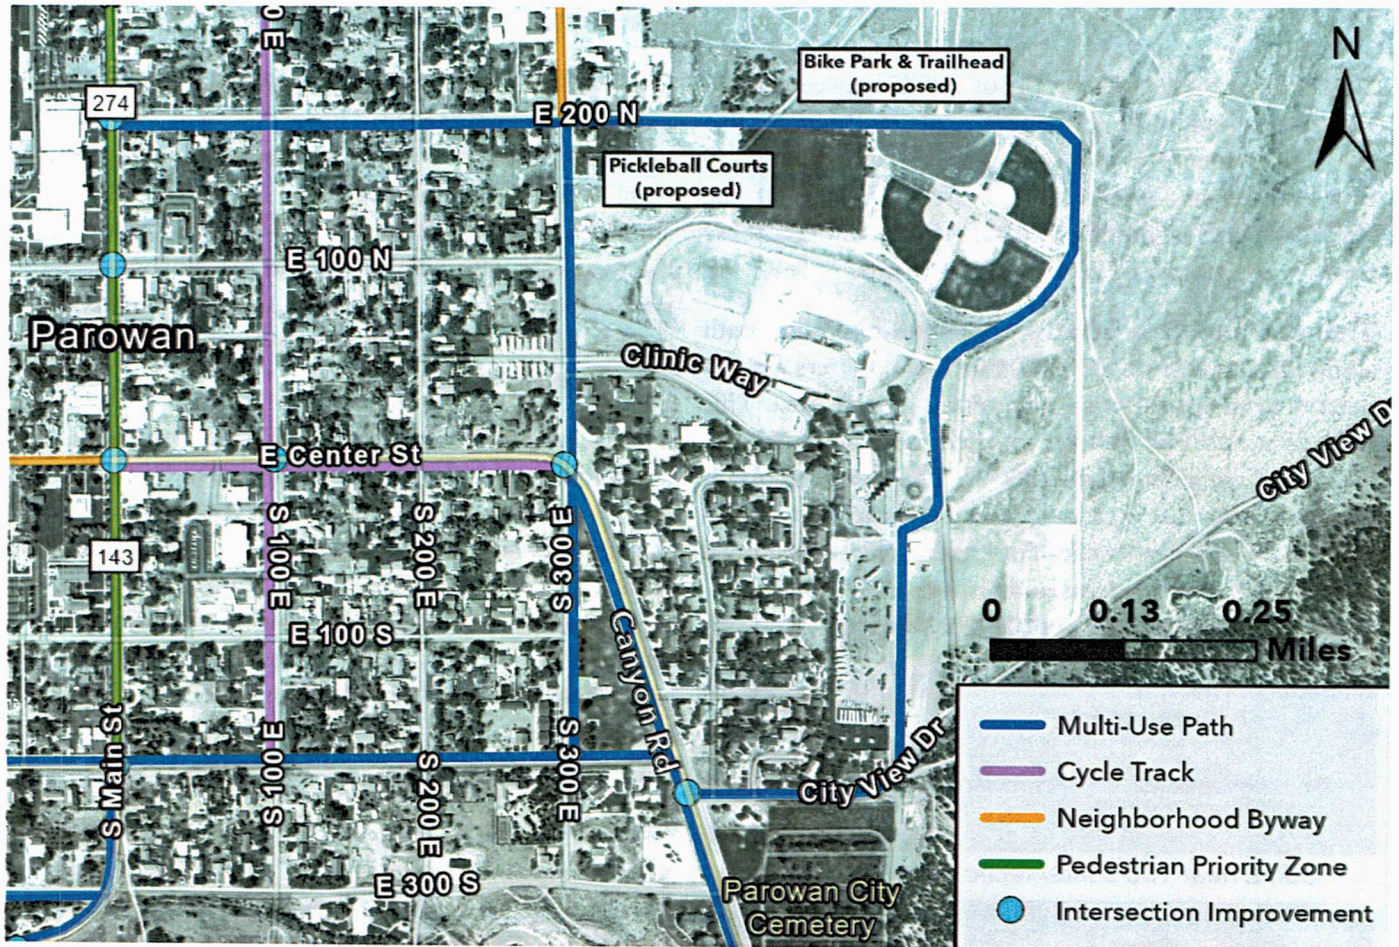 0 E
N
Bike Park & Trailhead
(proposed)
274
E 200 N
Pickleball Courts
(proposed)
E 100 N
Parowan
Clinic Way
E Center St
City View D
S 100 E
S 200 E
S 300 E
143
0 0.13 0.25
Miles
E 100 S
Canyon Rd
S Main St
S 100 E
S 200 E
S 300 E
City View Dr
E 300 S
Parowan City
Cemetery
Multi-Use Path
Cycle Track
Neighborhood Byway
Pedestrian Priority Zone
Intersection Improvement